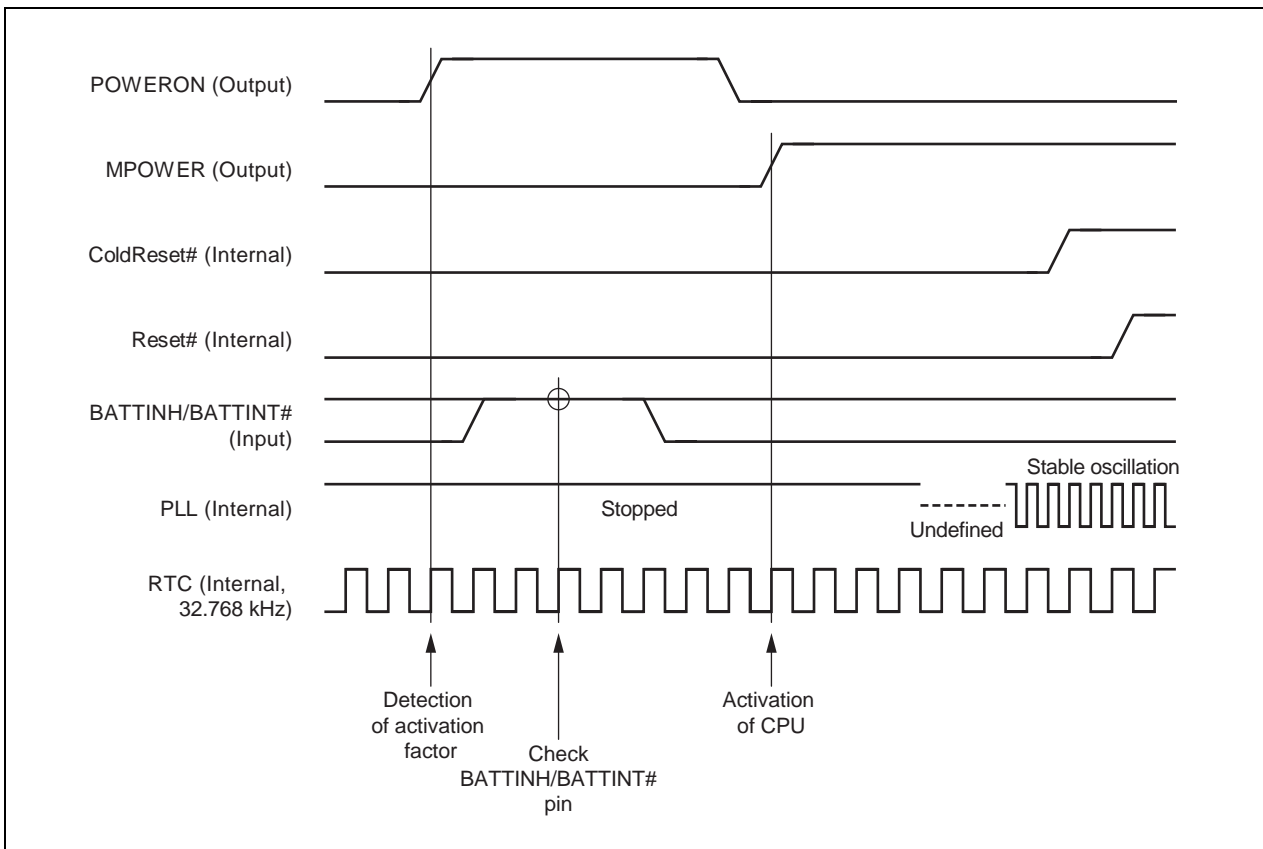 POWERON (Output)
MPOWER (Output)
ColdReset# (Internal)
Reset# (Internal)
BATTINH/BATTINT#
(Input)
Stable oscillation
PLL (Internal)
Stopped
Undefined
RTC (Internal,
32.768 kHz)
Detection
of activation
factor
Check
BATTINH/BATTINT#
pin
Activation
of CPU